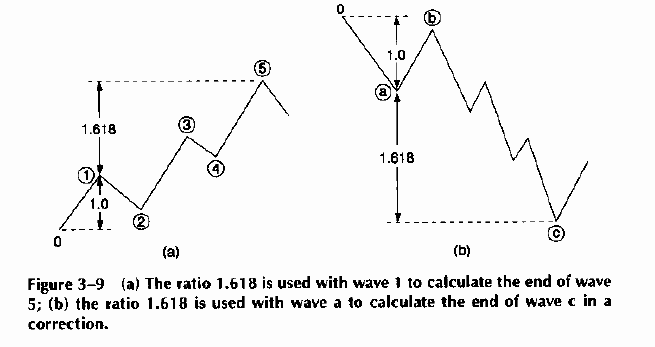 0
ⓑ
1.0
ⓐ
⑤
1.618
③
④
①
1.0
②
0
(a)
1.618
ⓒ
(b)
Figure 3–9 (a) The ratio 1.618 is used with wave 1 to calculate the end of wave
5; (b) the ratio 1.618 is used with wave a to calculate the end of wave c in a
correction.